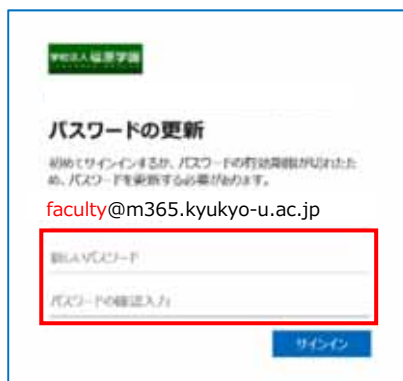 学校法人福原学園
パスワードの更新
初めてサインインするか、パスワードの有効期限が切れたた
め、パスワードを更新する必要があります。
faculty@m365.kyukyo-u.ac.jp
新しいパスワード
パスワードの確認入力
サインイン